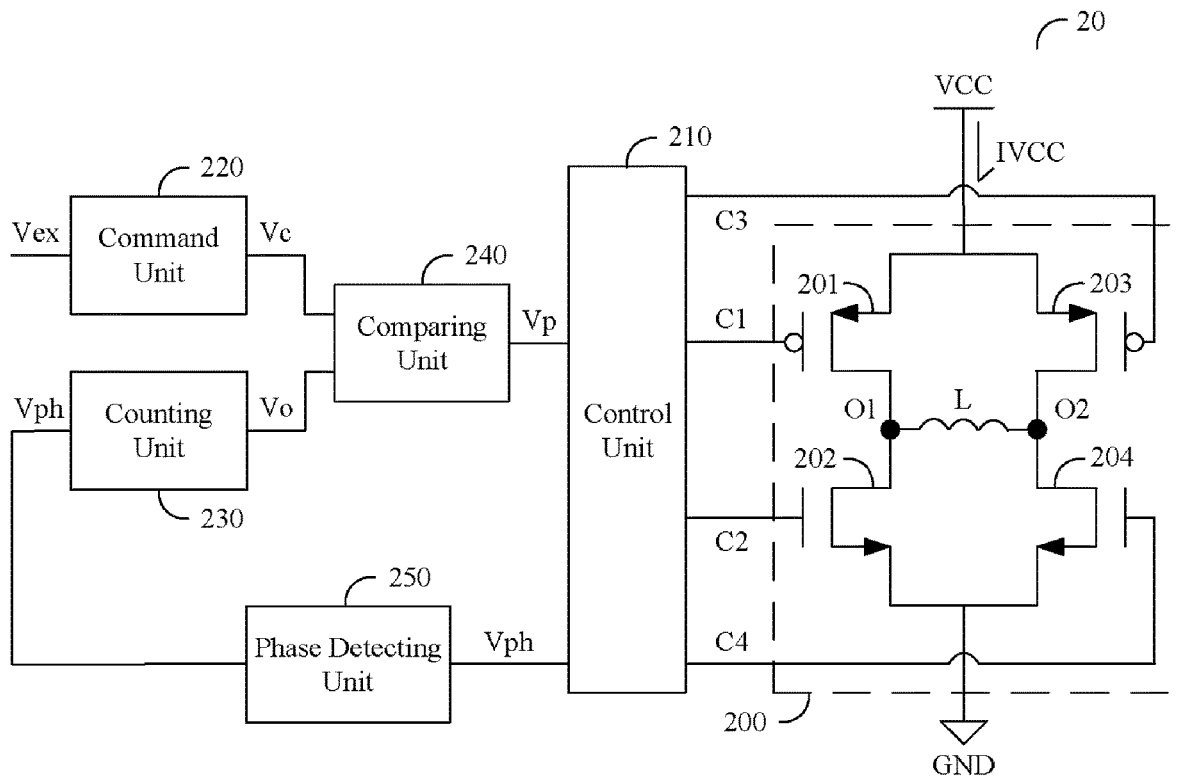 20
VCC
IVCC
210
220
Vex
Command
Unit
Vc
C3
240
201
203
Comparing
Unit
Vp
C1
Vph
Counting
Unit
Vo
230
Control
Unit
O1
L
O2
202
204
C2
250
Phase Detecting
Unit
Vph
C4
200
GND